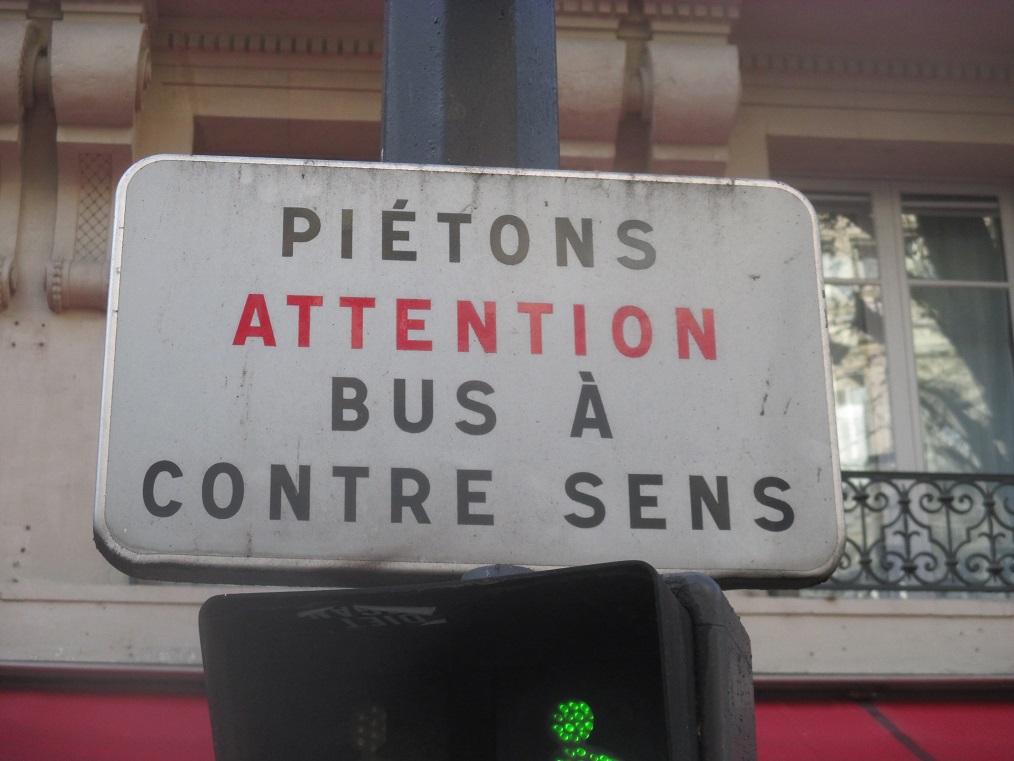 PIÉTONS
ATTENTION
BUS À
CONTRE SENS